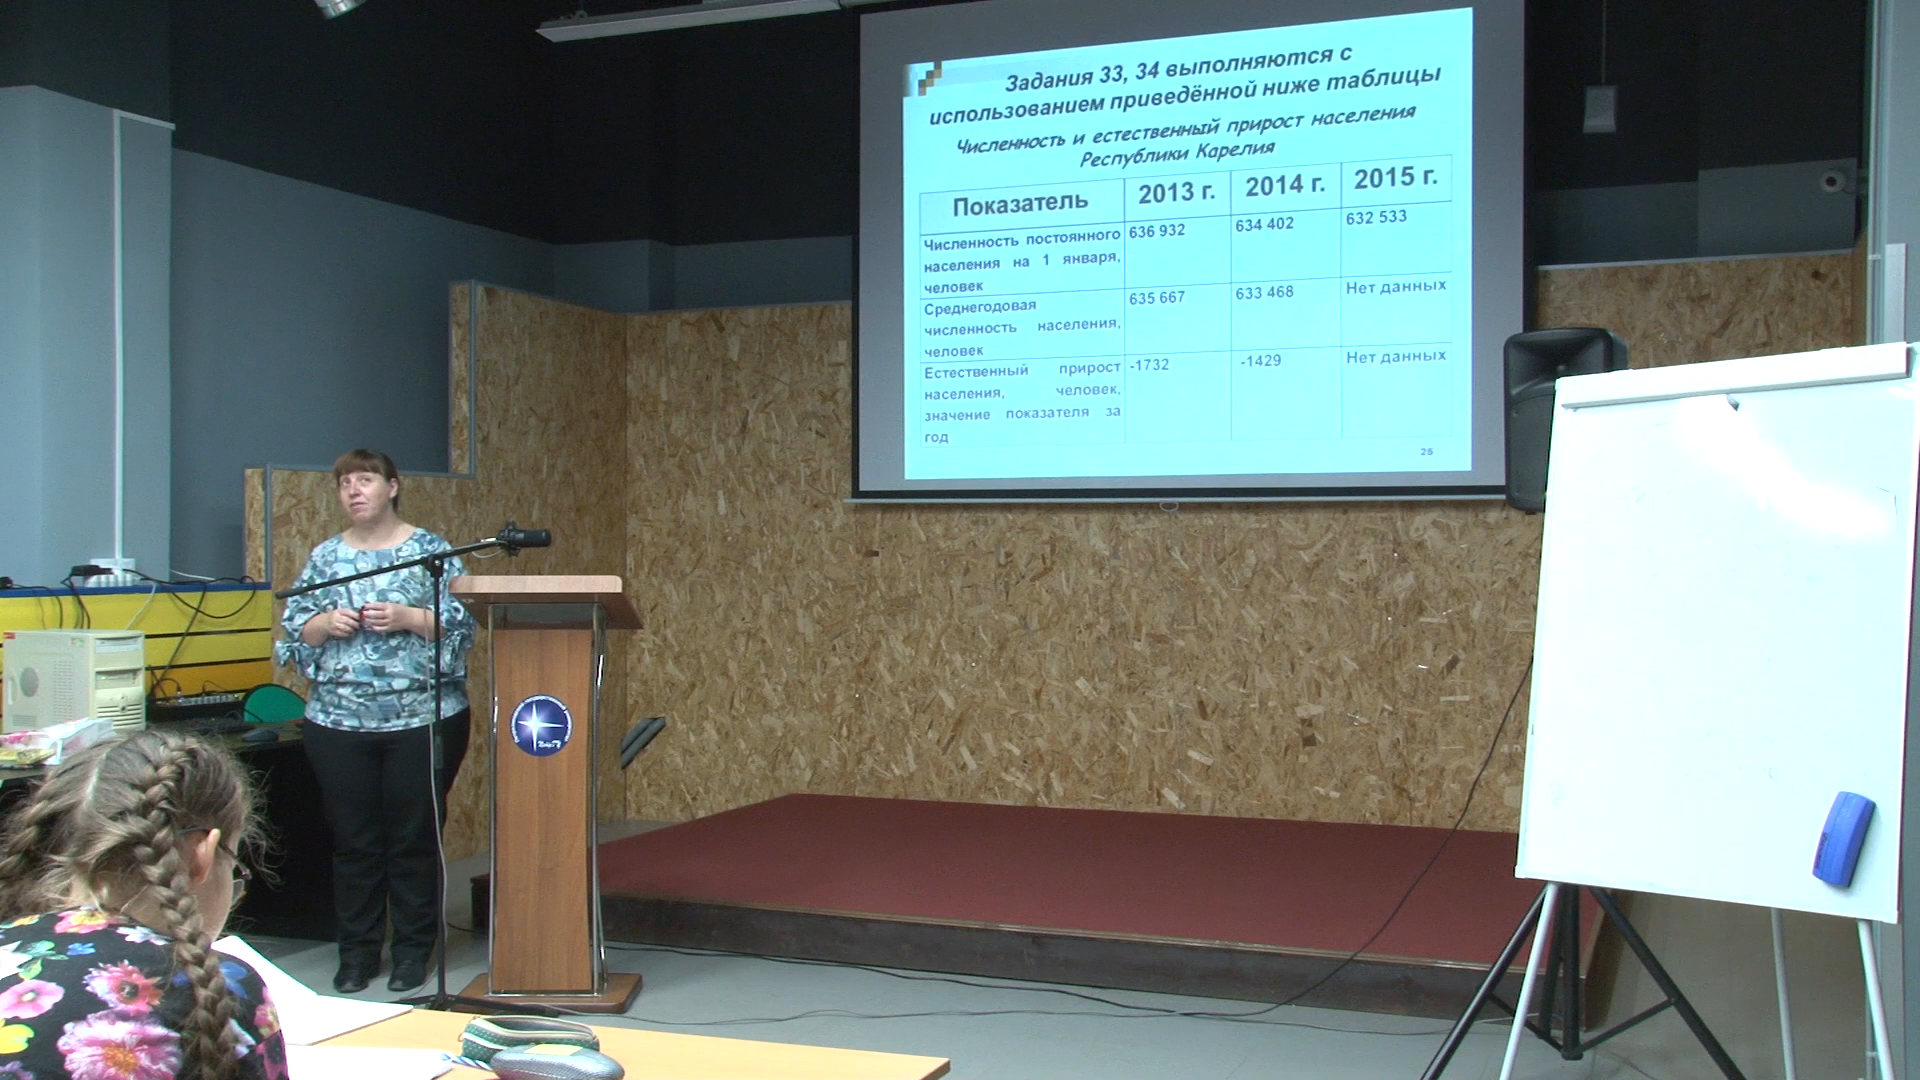 Задания 33, 34 выполняются с
использованием приведённой ниже таблицы
Численность и естественный прирост населения
Республики Карелия
Показатель 2013 г. 2014 г. 2015 г.
Численность постоянного 636 932 634 402 632 533
населения на 1 января,
человек
Среднегодовая 635 667 633 468 Нет данных
численность населения,
человек
Естественный прирост -1732 -1429 Нет данных
населения, человек,
значение показателя за
год
25